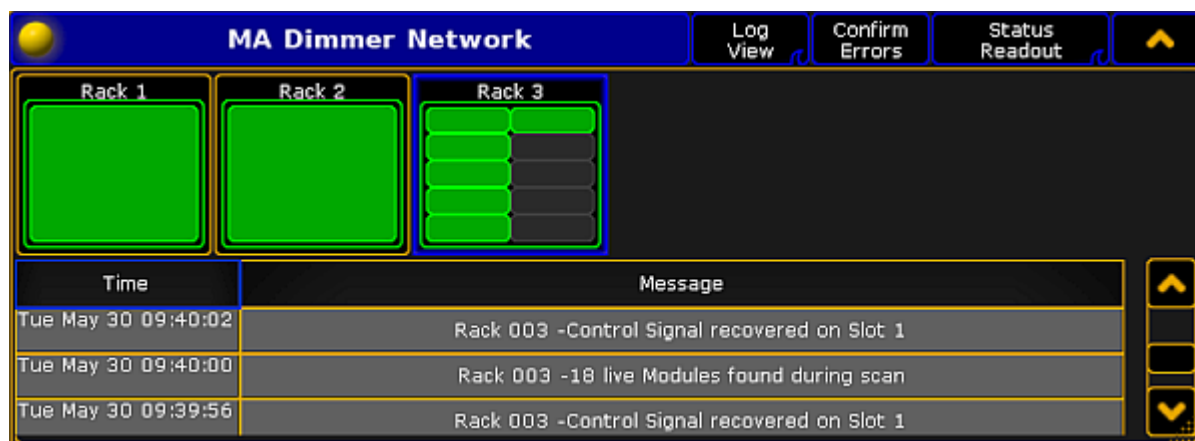 MA Dimmer Network
Log
View
Confirm
Errors
Status
Readout
Rack 1
Rack 2
Rack 3
Time
Message
Tue May 30 09:40:02
Rack 003 -Control Signal recovered on Slot 1
Tue May 30 09:40:00
Rack 003 -18 live Modules found during scan
Tue May 30 09:39:56
Rack 003 -Control Signal recovered on Slot 1